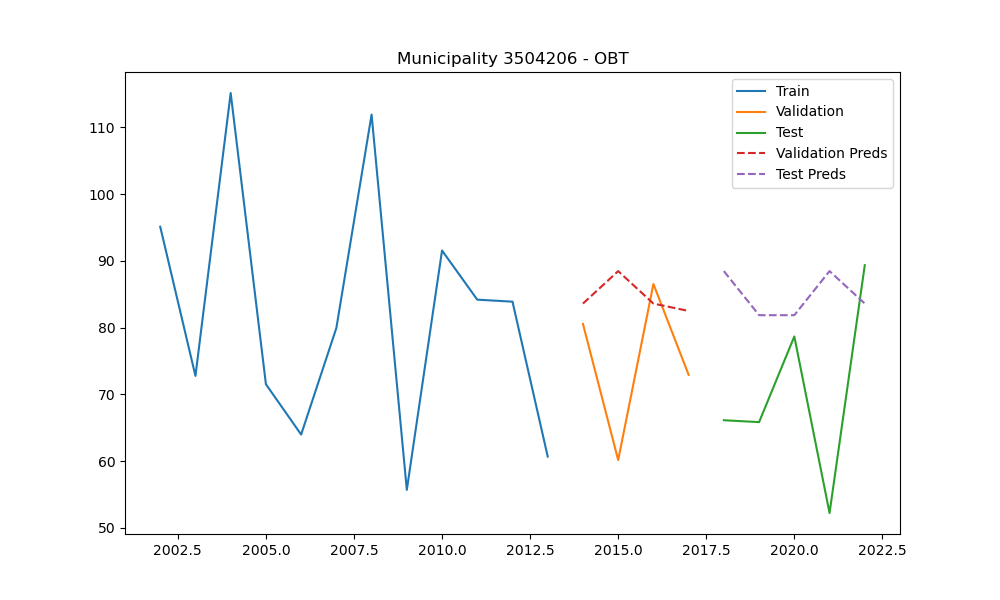 Municipality 3504206 - OBT
Train
Validation
Test
Validation Preds
Test Preds
110
100
90
80
70
60
50
2002.5 2005.0 2007.5 2010.0 2012.5 2015.0 2017.5 2020.0 2022.5